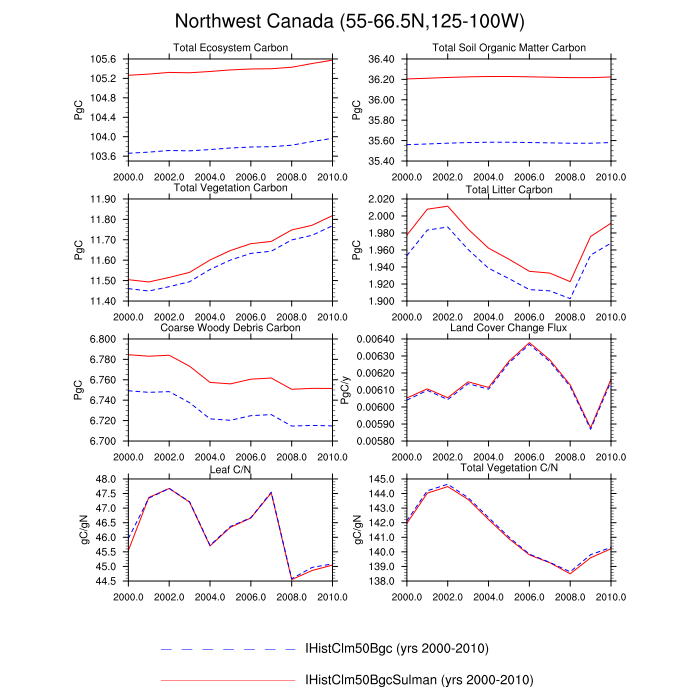 Northwest Canada (55-66.5N,125-100W)
Total Ecosystem Carbon
PgC
105.6
105.2
104.8
104.4
104.0
103.6
2000.0 2002.0 2004.0 2006.0 2008.0 2010.0
Total Soil Organic Matter Carbon
PgC
36.40
36.20
36.00
35.80
35.60
35.40
2000.0 2002.0 2004.0 2006.0 2008.0 2010.0
Total Vegetation Carbon
PgC
11.90
11.80
11.70
11.60
11.50
11.40
2000.0 2002.0 2004.0 2006.0 2008.0 2010.0
Total Litter Carbon
PgC
2.020
2.000
1.980
1.960
1.940
1.920
1.900
2000.0 2002.0 2004.0 2006.0 2008.0 2010.0
Coarse Woody Debris Carbon
PgC
6.800
6.780
6.760
6.740
6.720
6.700
2000.0 2002.0 2004.0 2006.0 2008.0 2010.0
Land Cover Change Flux
PgC/y
0.00640
0.00630
0.00620
0.00610
0.00600
0.00590
0.00580
2000.0 2002.0 2004.0 2006.0 2008.0 2010.0
Leaf C/N
gC/gN
48.0
47.5
47.0
46.5
46.0
45.5
45.0
44.5
2000.0 2002.0 2004.0 2006.0 2008.0 2010.0
Total Vegetation C/N
gC/gN
145.0
144.0
143.0
142.0
141.0
140.0
139.0
138.0
2000.0 2002.0 2004.0 2006.0 2008.0 2010.0
IHistClm50Bgc (yrs 2000-2010)
IHistClm50BgcSulman (yrs 2000-2010)